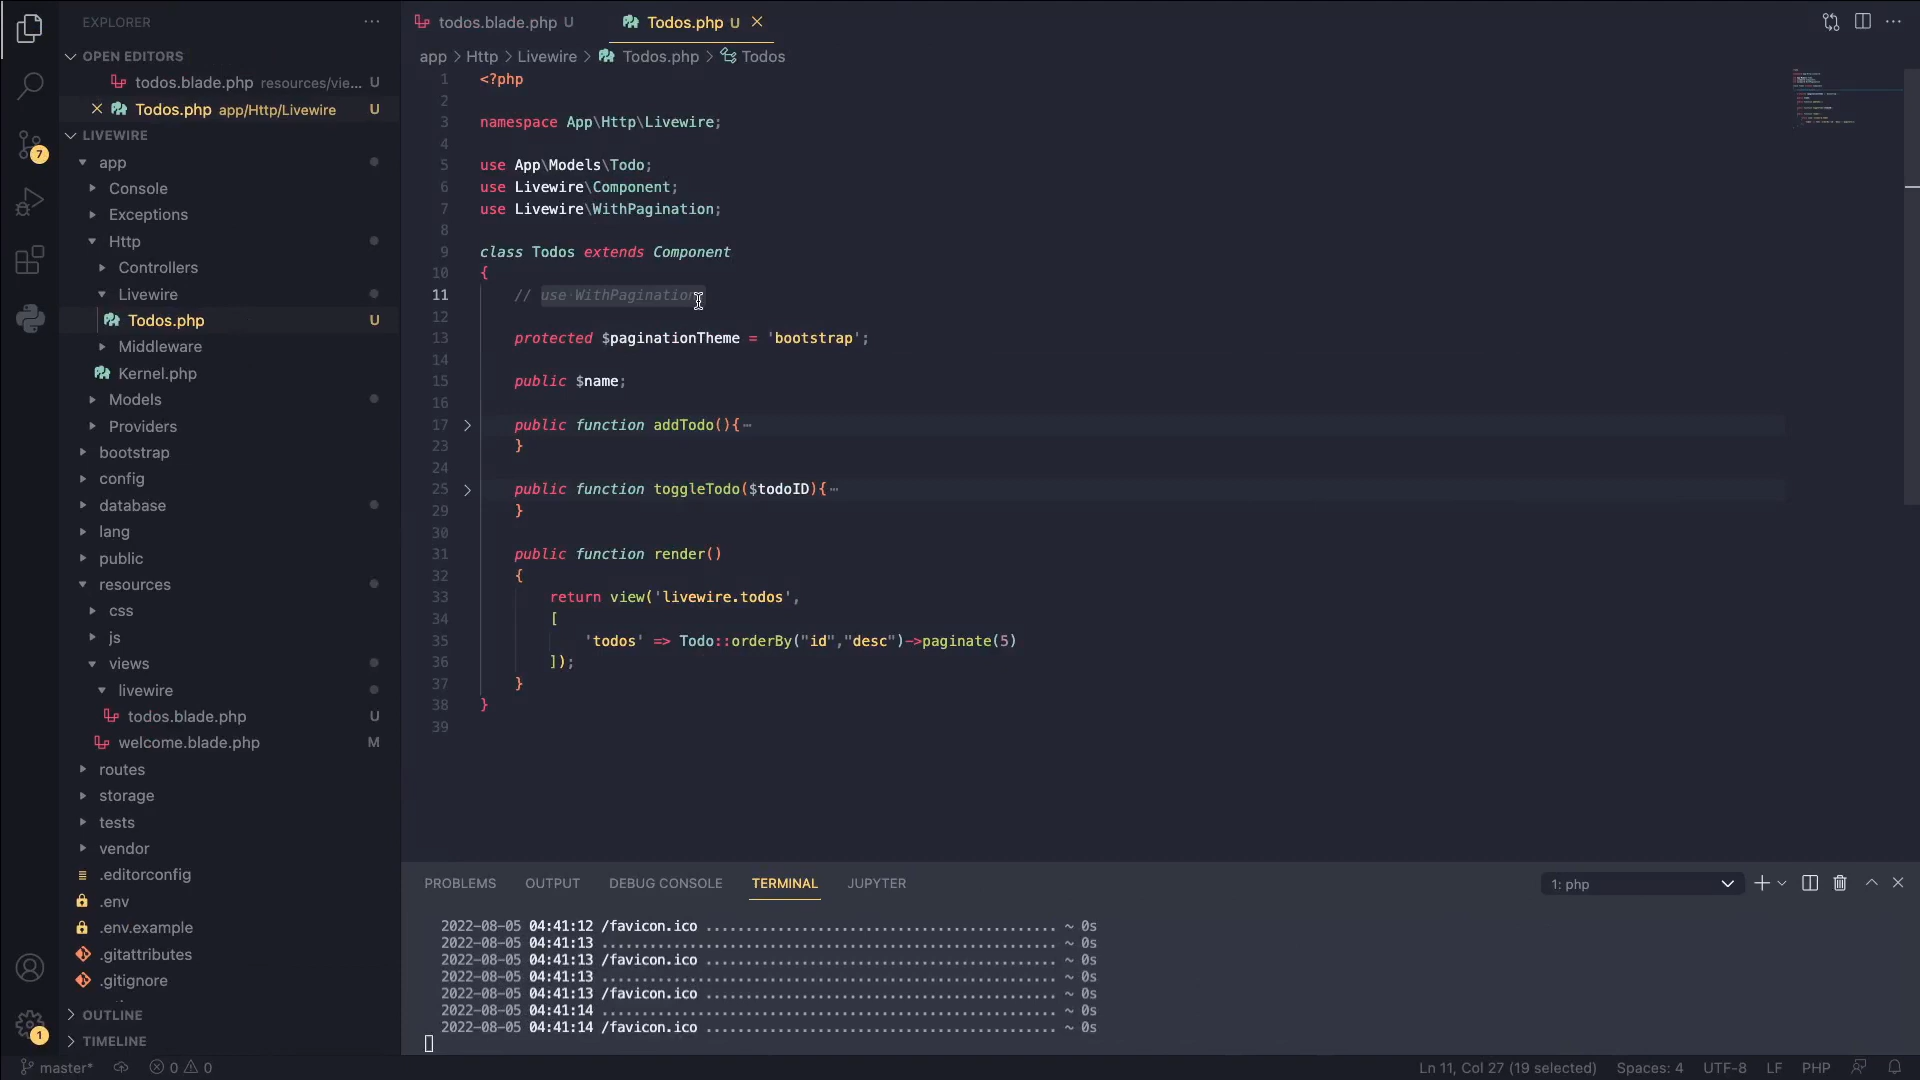 EXPLORER
OPEN EDITORS
todos.blade.php resources/vie... U
Todos.php app/Http/Livewire U
LIVEWIRE
app
Console
Exceptions
Http
Controllers
Livewire
Todos.php U
Middleware
Kernel.php
Models
Providers
bootstrap
config
database
lang
public
resources
css
js
views
livewire
todos.blade.php U
welcome.blade.php M
routes
storage
tests
vendor
.editorconfig
.env
.env.example
.gitattributes
.gitignore
OUTLINE
TIMELINE
7
1
todos.blade.php U
Todos.php U
app > Http > Livewire > Todos.php > Todos
1 <?php
2
3 namespace App\Http\Livewire;
4
5 use App\Models\Todo;
6 use Livewire\Component;
7 use Livewire\WithPagination;
8
9 class Todos extends Component
10 {
11 // use WithPagination
12
13 protected $paginationTheme = 'bootstrap';
14
15 public $name;
16
17 public function addTodo(){…
23 }
24
25 public function toggleTodo($todoID){…
29 }
30
31 public function render()
32 {
33 return view('livewire.todos',
34 [
35 'todos' => Todo::orderBy("id","desc")->paginate(5)
36 ]);
37 }
38 }
39
PROBLEMS OUTPUT DEBUG CONSOLE TERMINAL JUPYTER
1: php
2022-08-05 04:41:12 /favicon.ico ............................................ ~ 0s
2022-08-05 04:41:13 ......................................................... ~ 0s
2022-08-05 04:41:13 /favicon.ico ............................................ ~ 0s
2022-08-05 04:41:13 ......................................................... ~ 0s
2022-08-05 04:41:13 /favicon.ico ............................................ ~ 0s
2022-08-05 04:41:14 ......................................................... ~ 0s
2022-08-05 04:41:14 /favicon.ico ............................................ ~ 0s
master* 0 0 Ln 11, Col 27 (19 selected) Spaces: 4 UTF-8 LF PHP